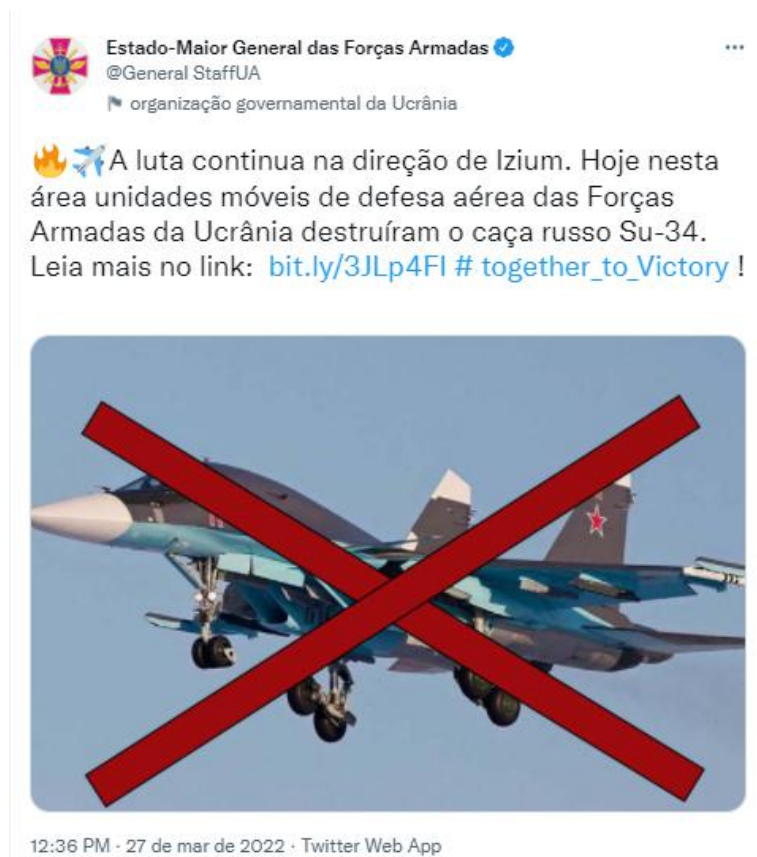 Estado-Maior General das Forças Armadas
@General StaffUA
organização governamental da Ucrânia
A luta continua na direção de Izium. Hoje nesta
área unidades móveis de defesa aérea das Forças
Armadas da Ucrânia destruíram o caça russo Su-34.
Leia mais no link: bit.ly/3JLp4FI # together_to_Victory !
12:36 PM · 27 de mar de 2022 · Twitter Web App